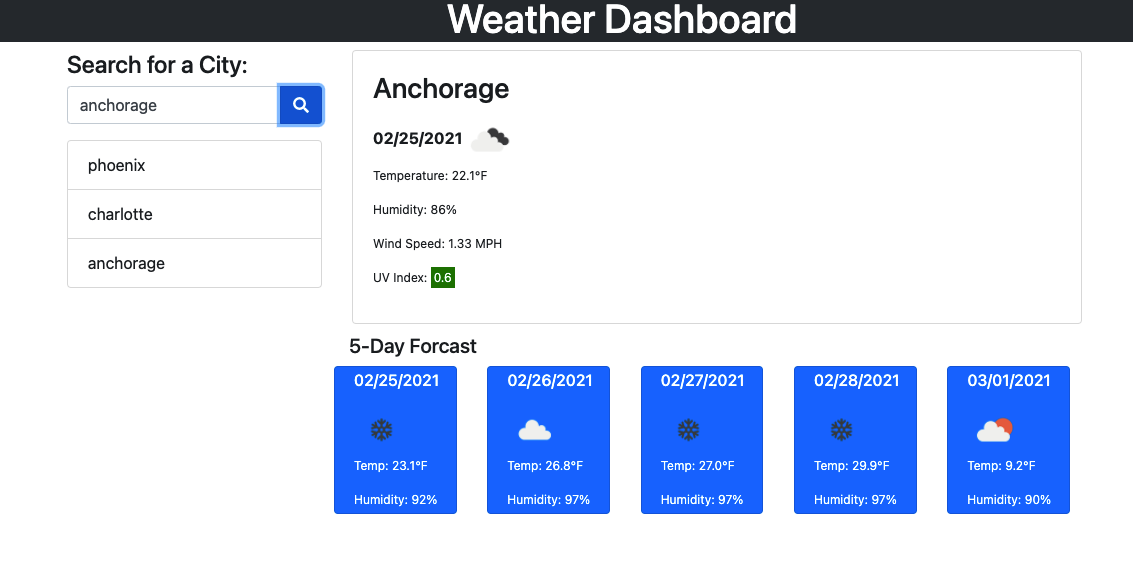 Weather Dashboard
Search for a City:
anchorage
phoenix
charlotte
anchorage
Anchorage
02/25/2021
Temperature: 22.1°F
Humidity: 86%
Wind Speed: 1.33 MPH
UV Index: 0.6
5-Day Forcast
02/25/2021
Temp: 23.1°F
Humidity: 92%
02/26/2021
Temp: 26.8°F
Humidity: 97%
02/27/2021
Temp: 27.0°F
Humidity: 97%
02/28/2021
Temp: 29.9°F
Humidity: 97%
03/01/2021
Temp: 9.2°F
Humidity: 90%